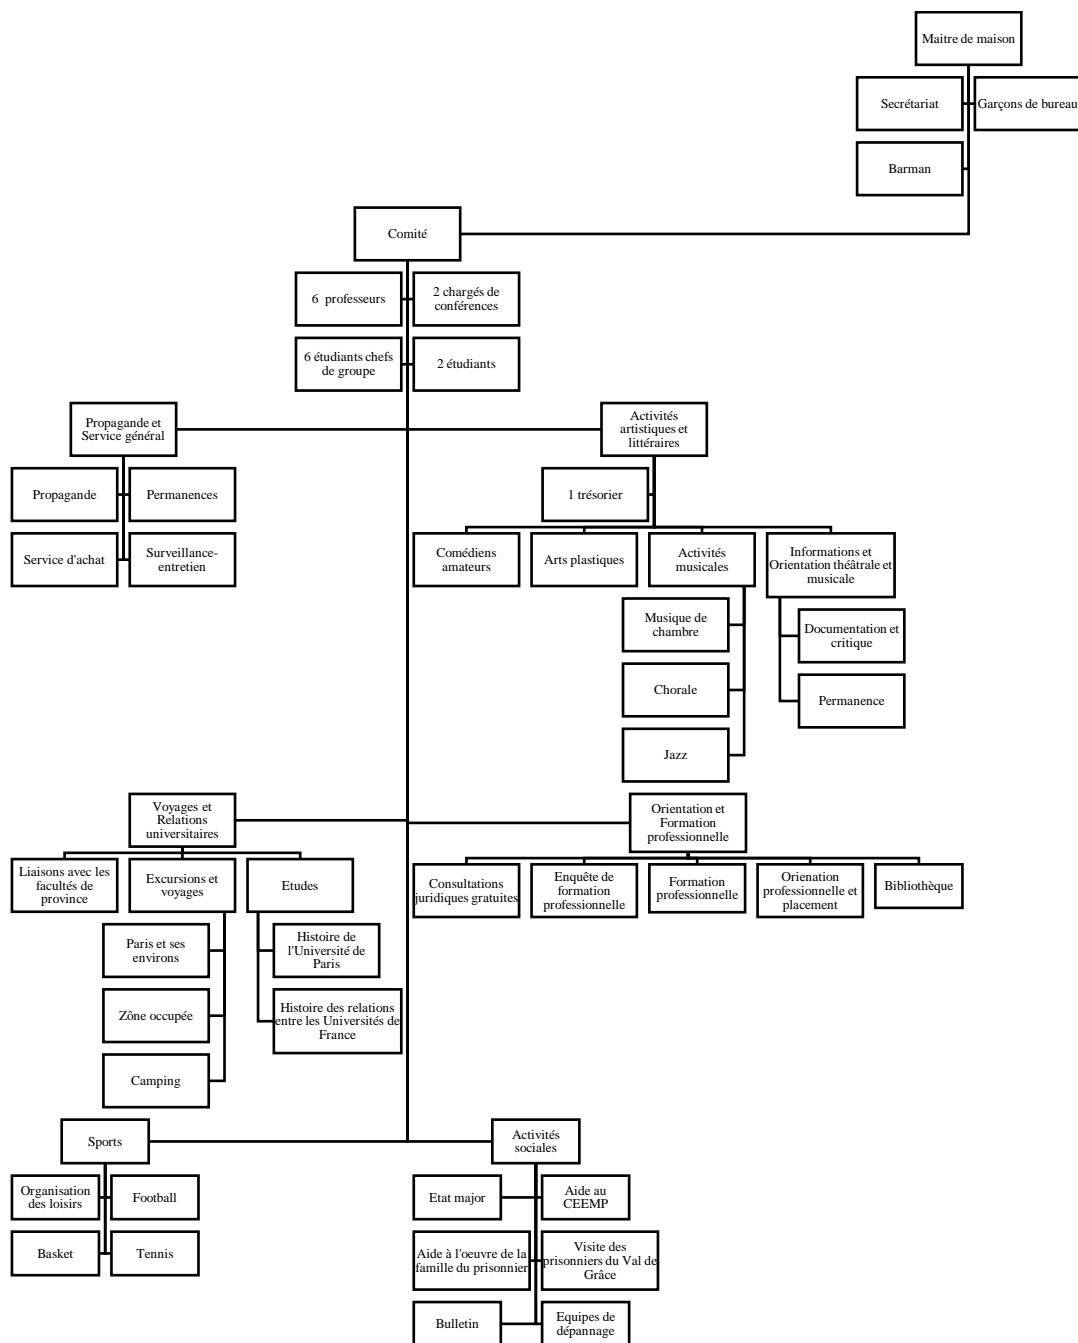 Maitre de maison
Secrétariat
Garçons de bureau
Barman
Comité
6 professeurs
2 chargés de
conférences
6 étudiants chefs
de groupe
2 étudiants
Propagande et
Service général
Activités
artistiques et
littéraires
Propagande
Permanences
1 trésorier
Service d'achat
Surveillance-
entretien
Comédiens
amateurs
Arts plastiques
Activités
musicales
Informations et
Orientation théâtrale et
musicale
Musique de
chambre
Documentation et
critique
Chorale
Permanence
Jazz
Voyages et
Relations
universitaires
Orientation et
Formation
professionnelle
Liaisons avec les
facultés de
province
Excursions et
voyages
Etudes
Consultations
juridiques gratuites
Enquête de
formation
professionnelle
Formation
professionnelle
Orienation
professionnelle et
placement
Bibliothèque
Paris et ses
environs
Histoire de
l'Université de
Paris
Zône occupée
Histoire des relations
entre les Universités de
France
Camping
Sports
Activités
sociales
Organisation
des loisirs
Football
Etat major
Aide au
CEEMP
Basket
Tennis
Aide à l'oeuvre de la
famille du prisonnier
Visite des
prisonniers du Val de
Grâce
Bulletin
Equipes de
dépannage